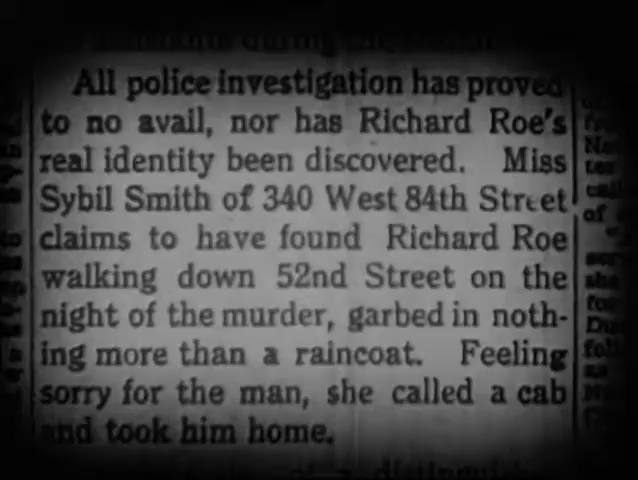 during
All police investigation has proved
to no avail, nor has Richard Roe's
real identity been discovered. Miss
Sybil Smith of 340 West 84th Street
claims to have found Richard Roe
walking down 52nd Street on the
night of the murder, garbed in noth-
ing more than a raincoat. Feeling
sorry for the man, she called a cab
and took him home.
of a